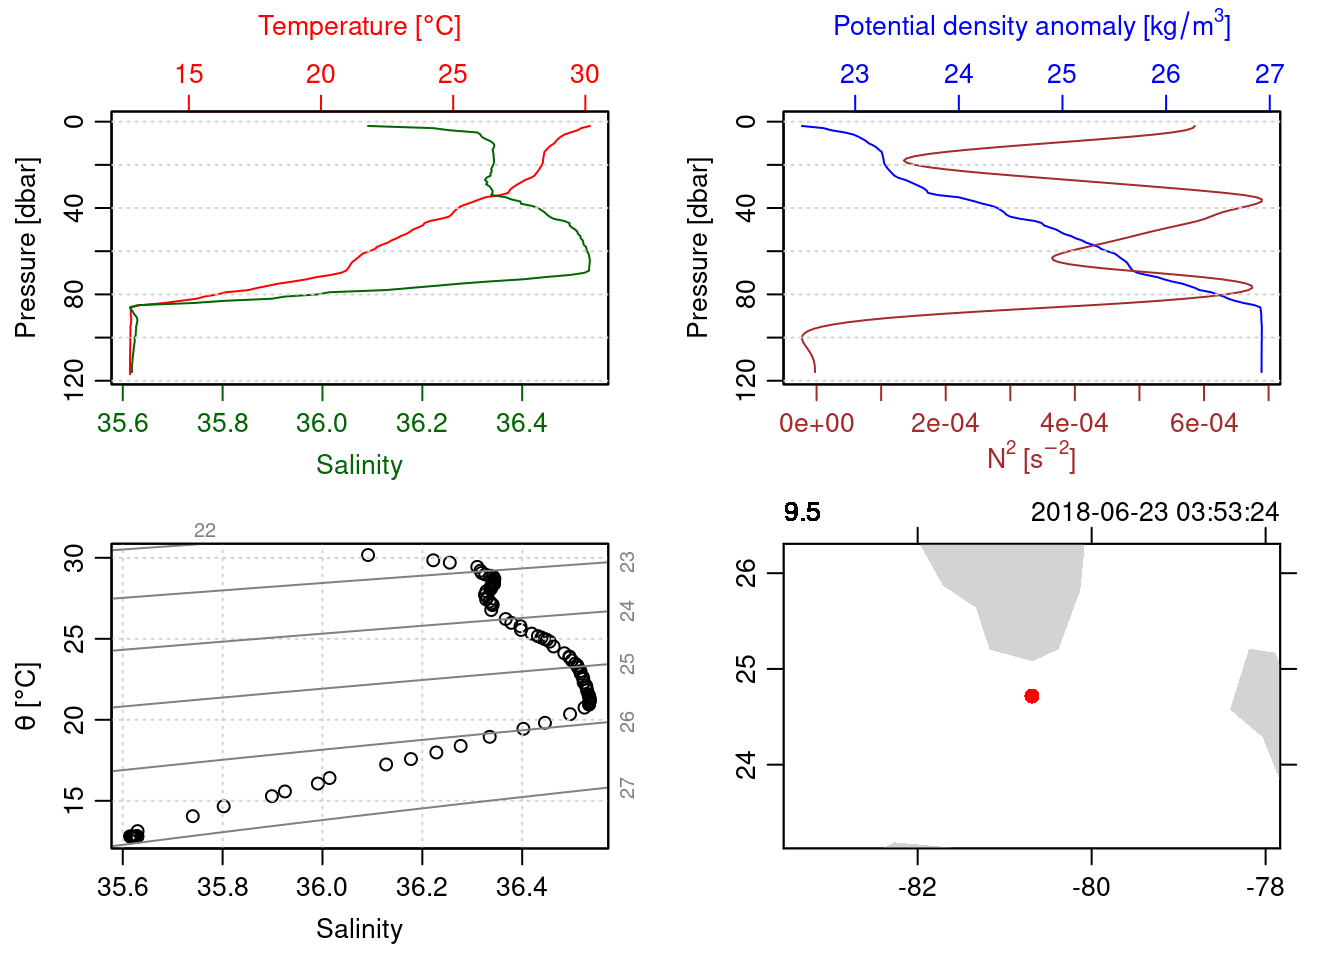 Temperature [°C]
15 20 25 30
0
40
80
120
Pressure [dbar]
35.6 35.8 36.0 36.2 36.4
Salinity
Potential density anomaly [kg/m³]
23 24 25 26 27
0
40
80
120
Pressure [dbar]
0e+00 2e-04 4e-04 6e-04
N² [s⁻²]
22
23
24
25
26
27
30
25
20
15
θ [°C]
35.6 35.8 36.0 36.2 36.4
Salinity
9.5 2018-06-23 03:53:24
26
25
24
-82 -80 -78